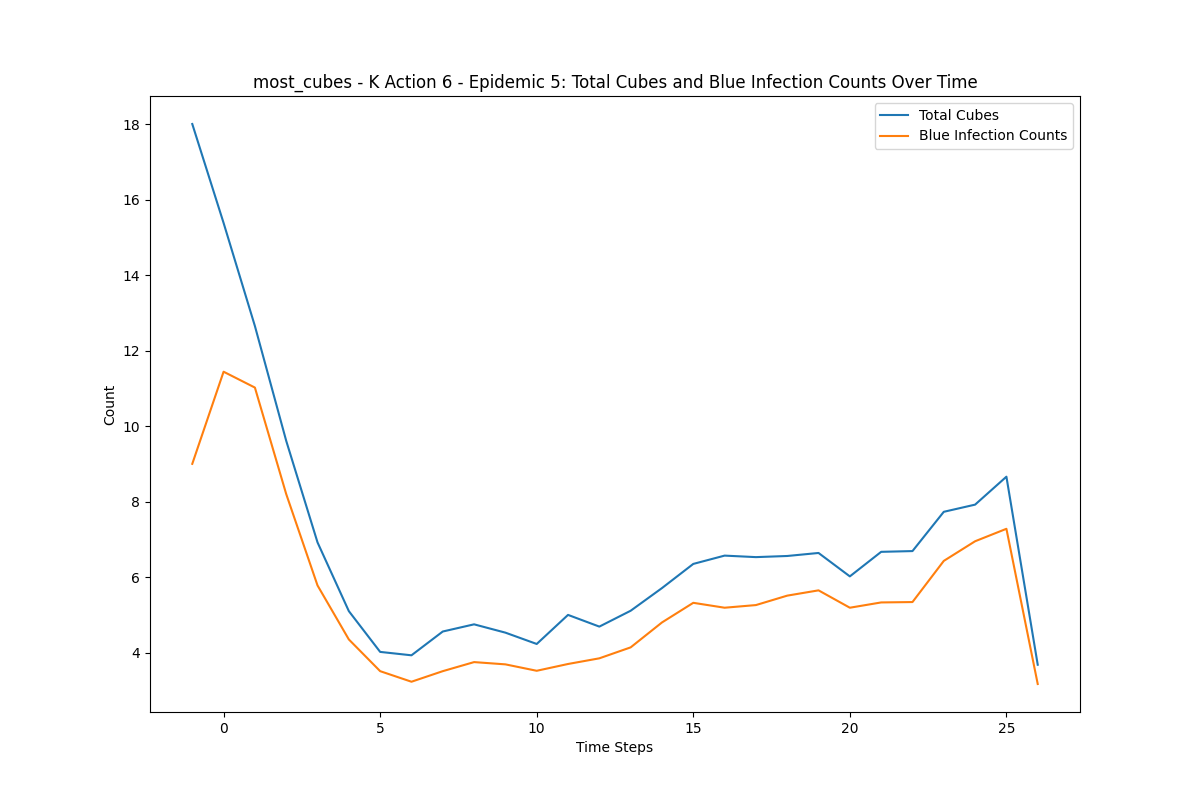 most_cubes - K Action 6 - Epidemic 5: Total Cubes and Blue Infection Counts Over Time
Total Cubes
Blue Infection Counts
18
16
14
12
10
8
6
4
Count
0
5
10
15
20
25
Time Steps